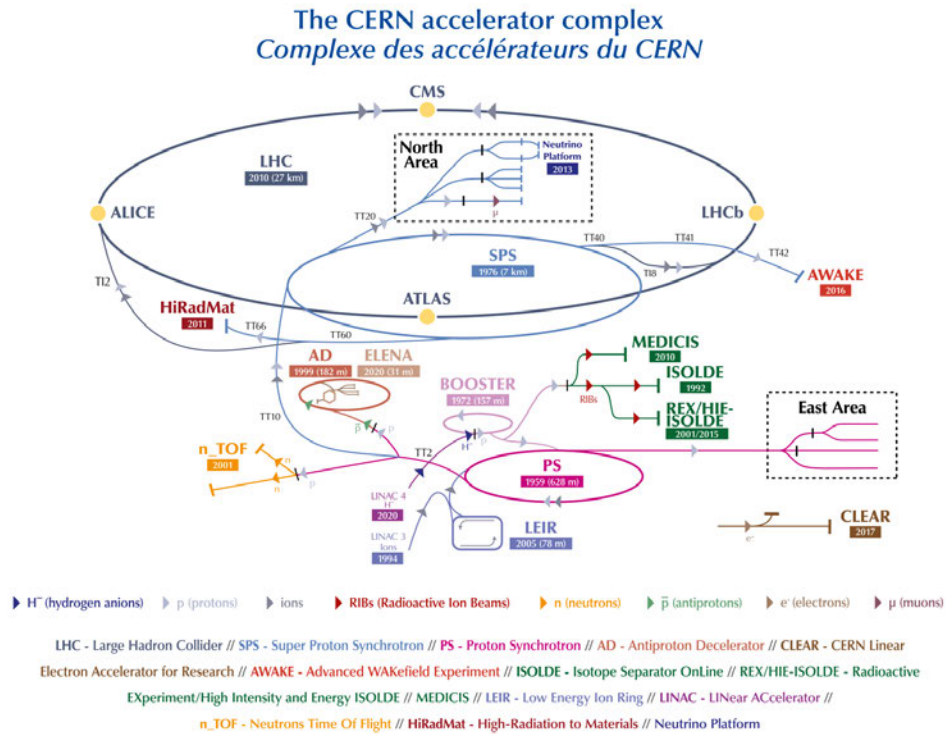 The CERN accelerator complex
Complexe des accélérateurs du CERN
CMS
LHC
2010 (27 km)
North
Area
Neutrino
Platform
2013
μ
ALICE
LHCb
TT20
TT40
TT41
TT42
SPS
1976 (7 km)
TI8
TI2
AWAKE
2016
ATLAS
HiRadMat
2011
TT66
TT60
AD
1999 (182 m)
ELENA
2020 (31 m)
MEDICIS
2010
ISOLDE
1992
RIBs
REX/HIE-
ISOLDE
2001/2015
BOOSTER
1972 (157 m)
p
East Area
TT10
p̅
p
H⁻
TT2
n_TOF
2001
n
n
p
PS
1959 (628 m)
LINAC 4
H⁻
2020
LINAC 3
Ions
1994
LEIR
2005 (78 m)
e⁻
CLEAR
2017
H⁻ (hydrogen anions)
p (protons)
ions
RIBs (Radioactive Ion Beams)
n (neutrons)
p̅ (antiprotons)
e⁻ (electrons)
μ (muons)
LHC - Large Hadron Collider // SPS - Super Proton Synchrotron // PS - Proton Synchrotron // AD - Antiproton Decelerator // CLEAR - CERN Linear
Electron Accelerator for Research // AWAKE - Advanced WAKefield Experiment // ISOLDE - Isotope Separator OnLine // REX/HIE-ISOLDE - Radioactive
EXperiment/High Intensity and Energy ISOLDE // MEDICIS // LEIR - Low Energy Ion Ring // LINAC - LINear ACcelerator //
n_TOF - Neutrons Time Of Flight // HiRadMat - High-Radiation to Materials // Neutrino Platform